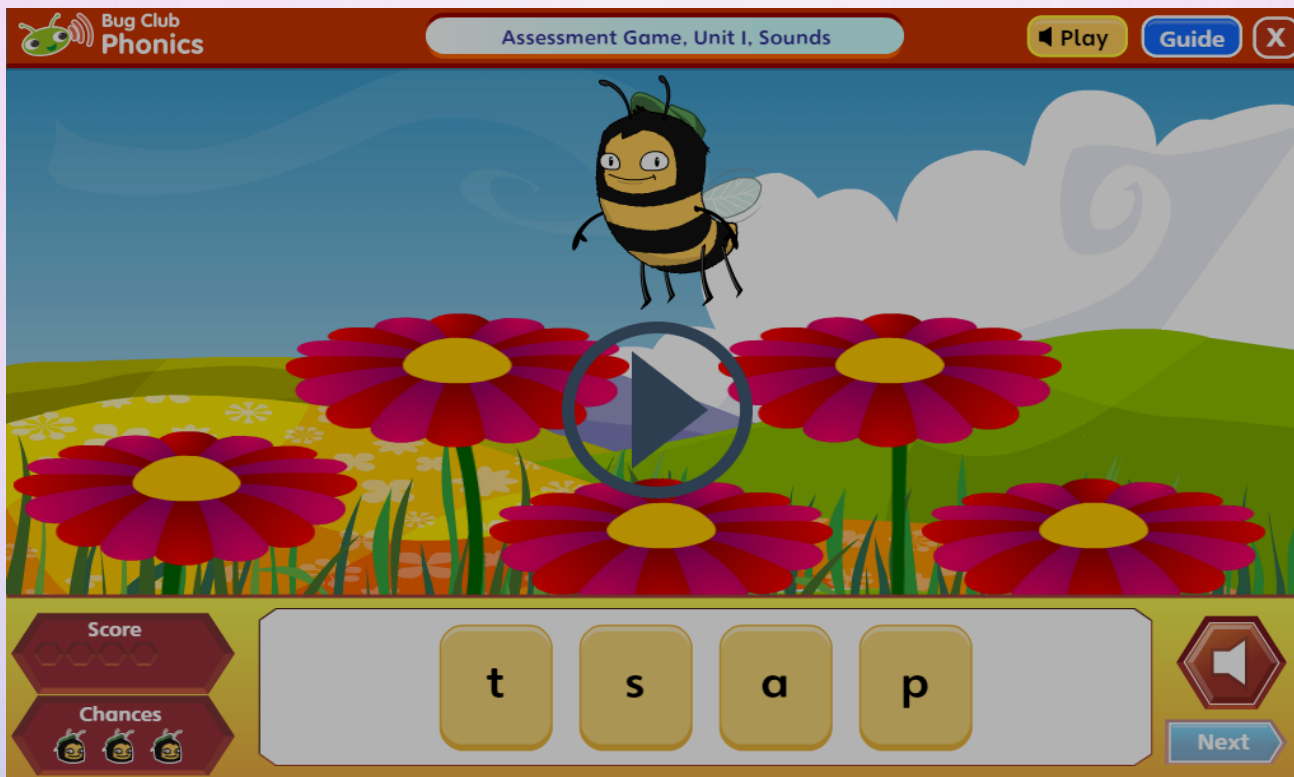 Bug Club
Phonics
Assessment Game, Unit 1, Sounds
Play
Guide
X
Score
Chances
t s a p
Next